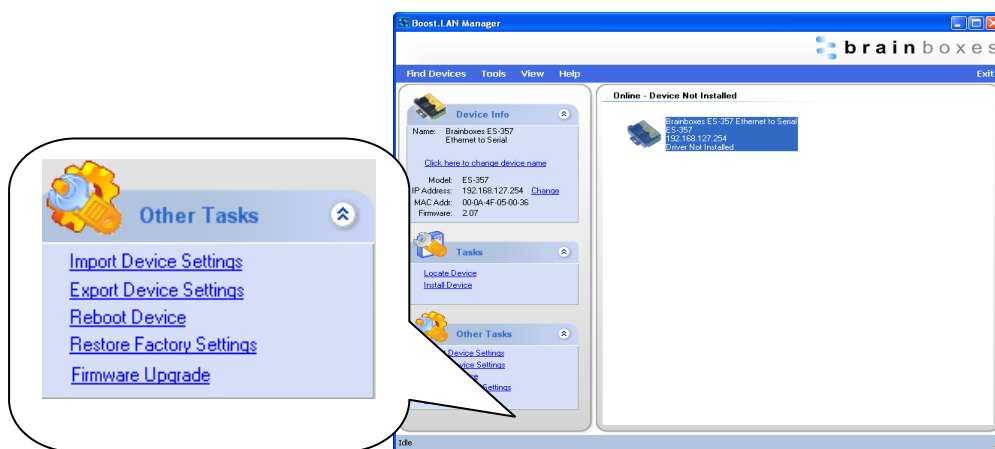 Boost.LAN Manager
brainboxes
Find Devices Tools View Help Exit
Device Info
Name: Brainboxes ES-357
Ethernet to Serial
Click here to change device name
Model: ES-357
IP Address: 192.168.127.254 Change
MAC Addr: 00-0A-4F-05-00-36
Firmware: 2.07
Tasks
Locate Device
Install Device
Other Tasks
Device Settings
Device Settings
Settings
Online - Device Not Installed
Brainboxes ES-357 Ethernet to Serial
ES-357
192.168.127.254
Driver Not Installed
Idle
Other Tasks
Import Device Settings
Export Device Settings
Reboot Device
Restore Factory Settings
Firmware Upgrade